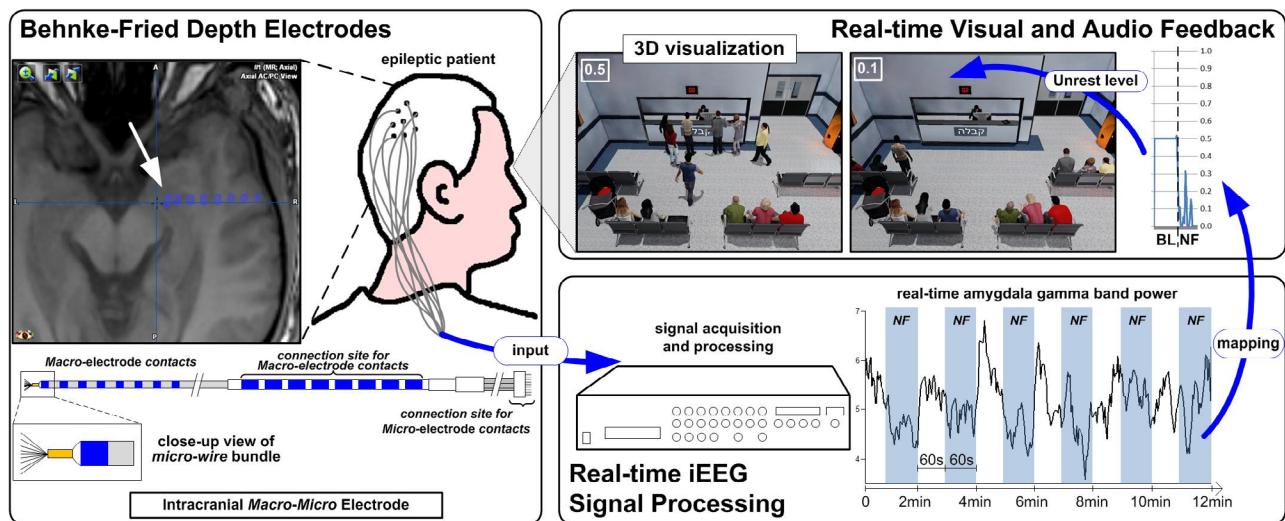 Behnke-Fried Depth Electrodes
#1 (MR; Axial)
Axial AC/PC View
A
L
R
P
epileptic patient
Macro-electrode contacts
connection site for
Macro-electrode contacts
connection site for
Micro-electrode contacts
close-up view of
micro-wire bundle
Intracranial Macro-Micro Electrode
input
Real-time Visual and Audio Feedback
3D visualization
0.5
קבלה
0.1
קבלה
Unrest level
1.0
0.9
0.8
0.7
0.6
0.5
0.4
0.3
0.2
0.1
0.0
BL NF
mapping
signal acquisition
and processing
Real-time iEEG
Signal Processing
real-time amygdala gamma band power
7
6
5
4
NF NF NF NF NF NF
60s 60s
0 2min 4min 6min 8min 10min 12min